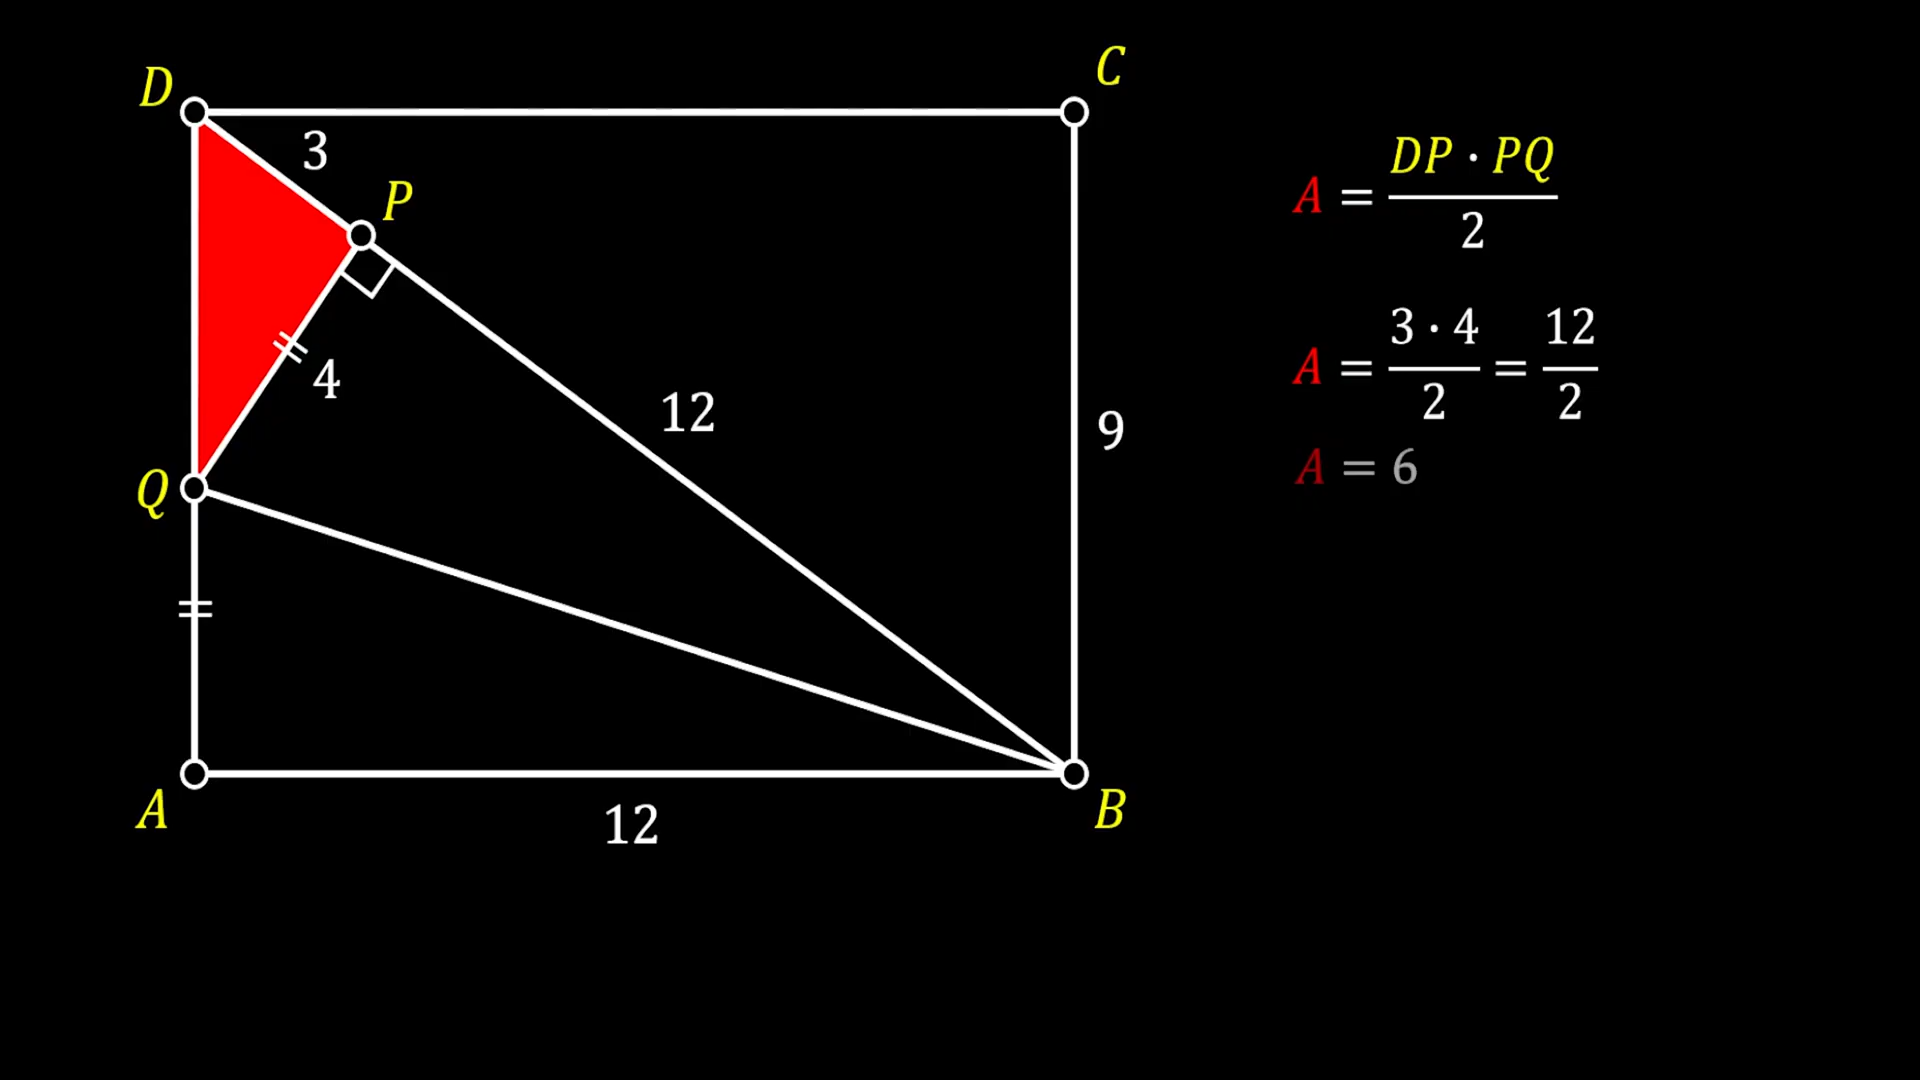 D
C
3
P
4
12
9
Q
A
B
12
A = DP · PQ / 2
A = 3 · 4 / 2 = 12 / 2
A = 6